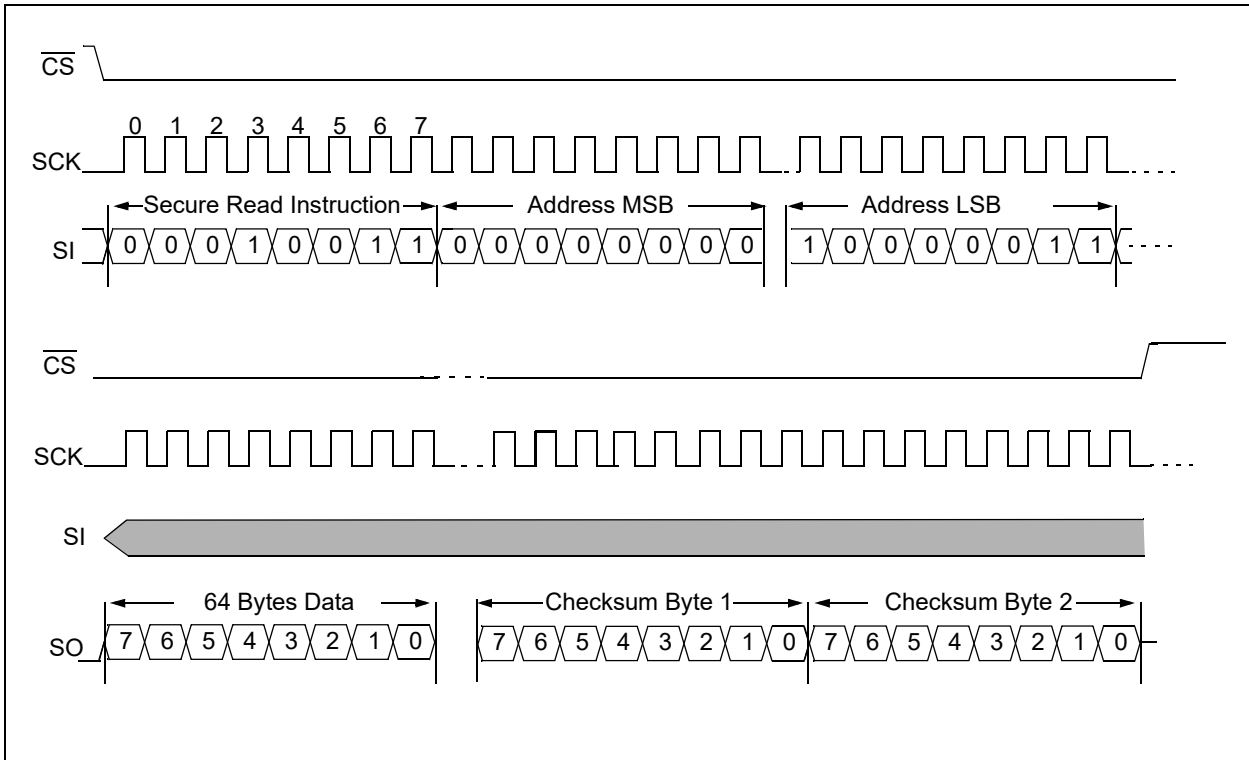 CS
0 1 2 3 4 5 6 7
SCK
Secure Read Instruction Address MSB Address LSB
SI 0 0 0 1 0 0 1 1 0 0 0 0 0 0 0 0 1 0 0 0 0 0 1 1
CS
SCK
SI
64 Bytes Data Checksum Byte 1 Checksum Byte 2
SO 7 6 5 4 3 2 1 0 7 6 5 4 3 2 1 0 7 6 5 4 3 2 1 0